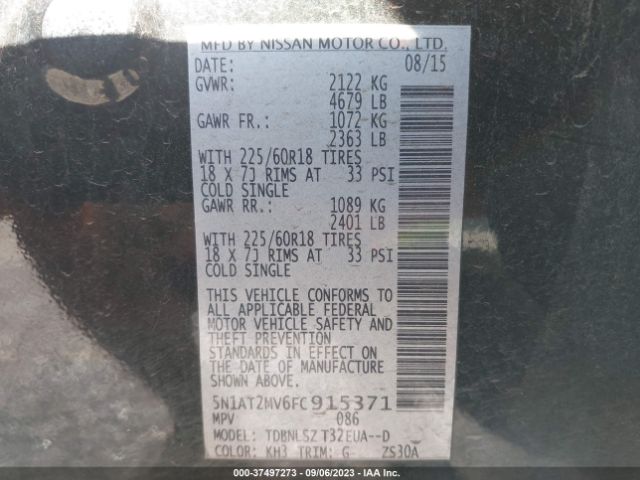 MFD BY NISSAN MOTOR CO., LTD.
DATE: 08/15
GVWR: 2122 KG
4679 LB
GAWR FR.: 1072 KG
2363 LB
WITH 225/60R18 TIRES
18 X 7J RIMS AT 33 PSI
COLD SINGLE
GAWR RR.: 1089 KG
2401 LB
WITH 225/60R18 TIRES
18 X 7J RIMS AT 33 PSI
COLD SINGLE
THIS VEHICLE CONFORMS TO
ALL APPLICABLE FEDERAL
MOTOR VEHICLE SAFETY AND
THEFT PREVENTION
STANDARDS IN EFFECT ON
THE DATE OF MANUFACTURE
SHOWN ABOVE.
5N1AT2MV6FC915371
MPV 086
MODEL: TDBNLSZ T32EUA--D
COLOR: KH3 TRIM: G ZS30A
©COPART - 37497273 - (09/06/2023) - IAAI.COM